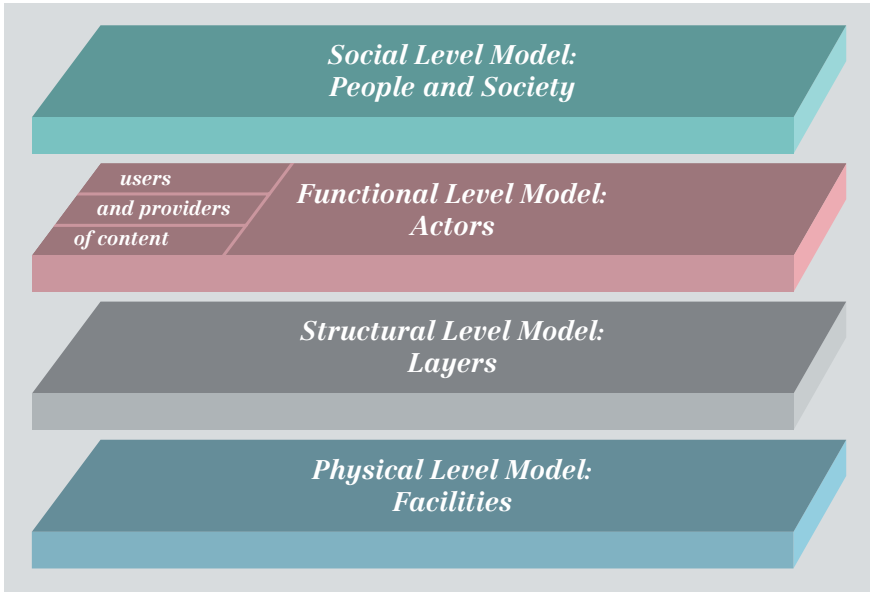 Social Level Model:
People and Society
users
and providers
of content
Functional Level Model:
Actors
Structural Level Model:
Layers
Physical Level Model:
Facilities